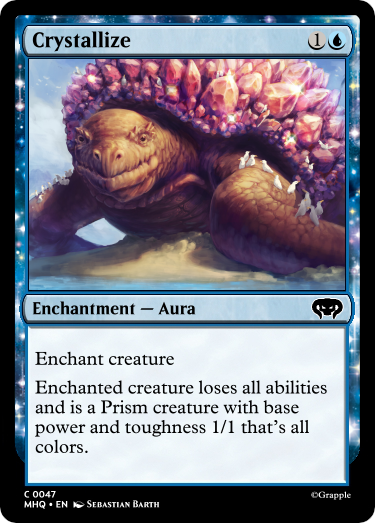 Crystallize 1
Enchantment — Aura
Enchant creature
Enchanted creature loses all abilities
and is a Prism creature with base
power and toughness 1/1 that's all
colors.
C 0047
MHQ • EN SEBASTIAN BARTH
©Grapple